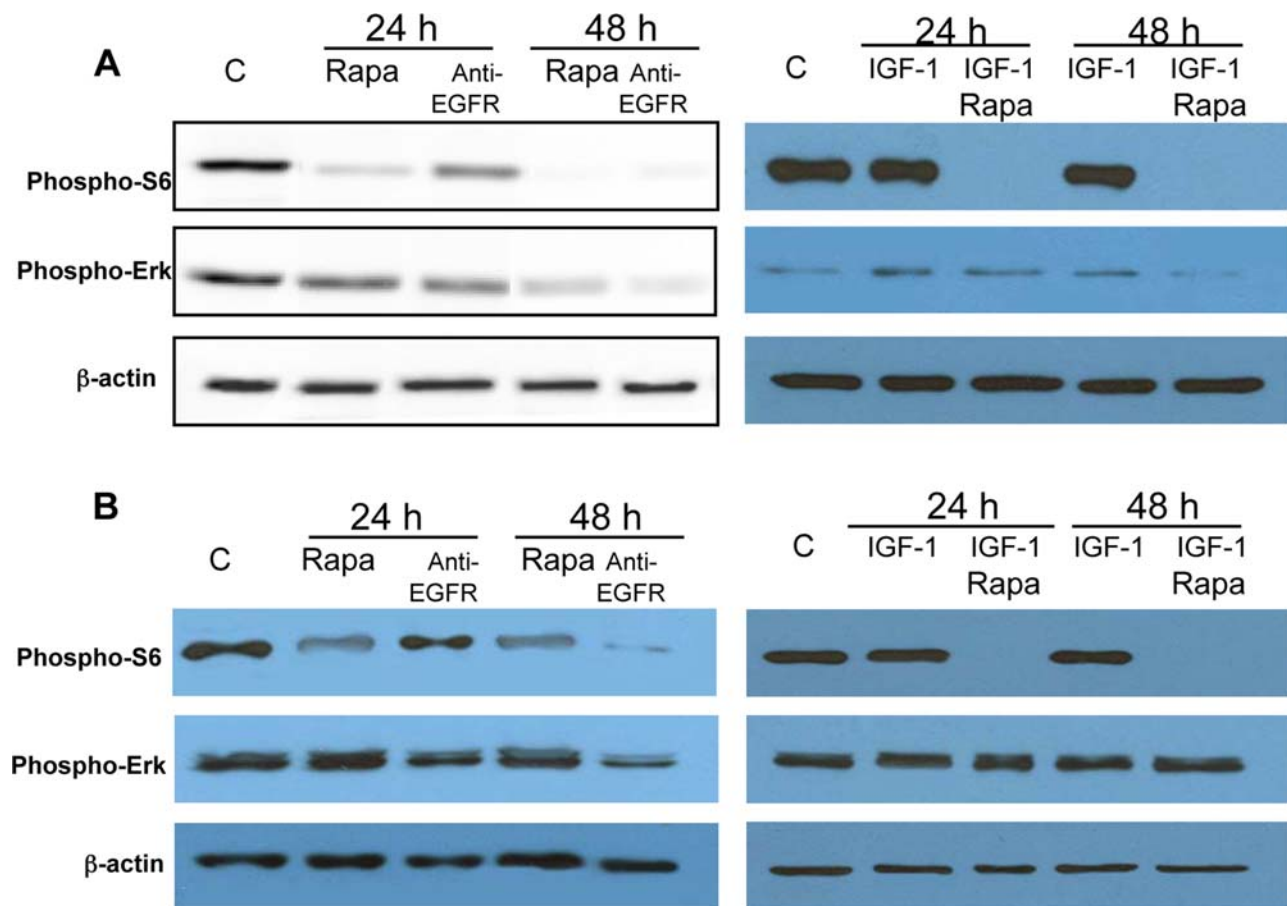 A
24 h 48 h
C Rapa Anti-EGFR Rapa Anti-EGFR
24 h 48 h
C IGF-1 IGF-1 Rapa IGF-1 IGF-1 Rapa
Phospho-S6
Phospho-Erk
β-actin
B
24 h 48 h
C Rapa Anti-EGFR Rapa Anti-EGFR
24 h 48 h
C IGF-1 IGF-1 Rapa IGF-1 IGF-1 Rapa
Phospho-S6
Phospho-Erk
β-actin